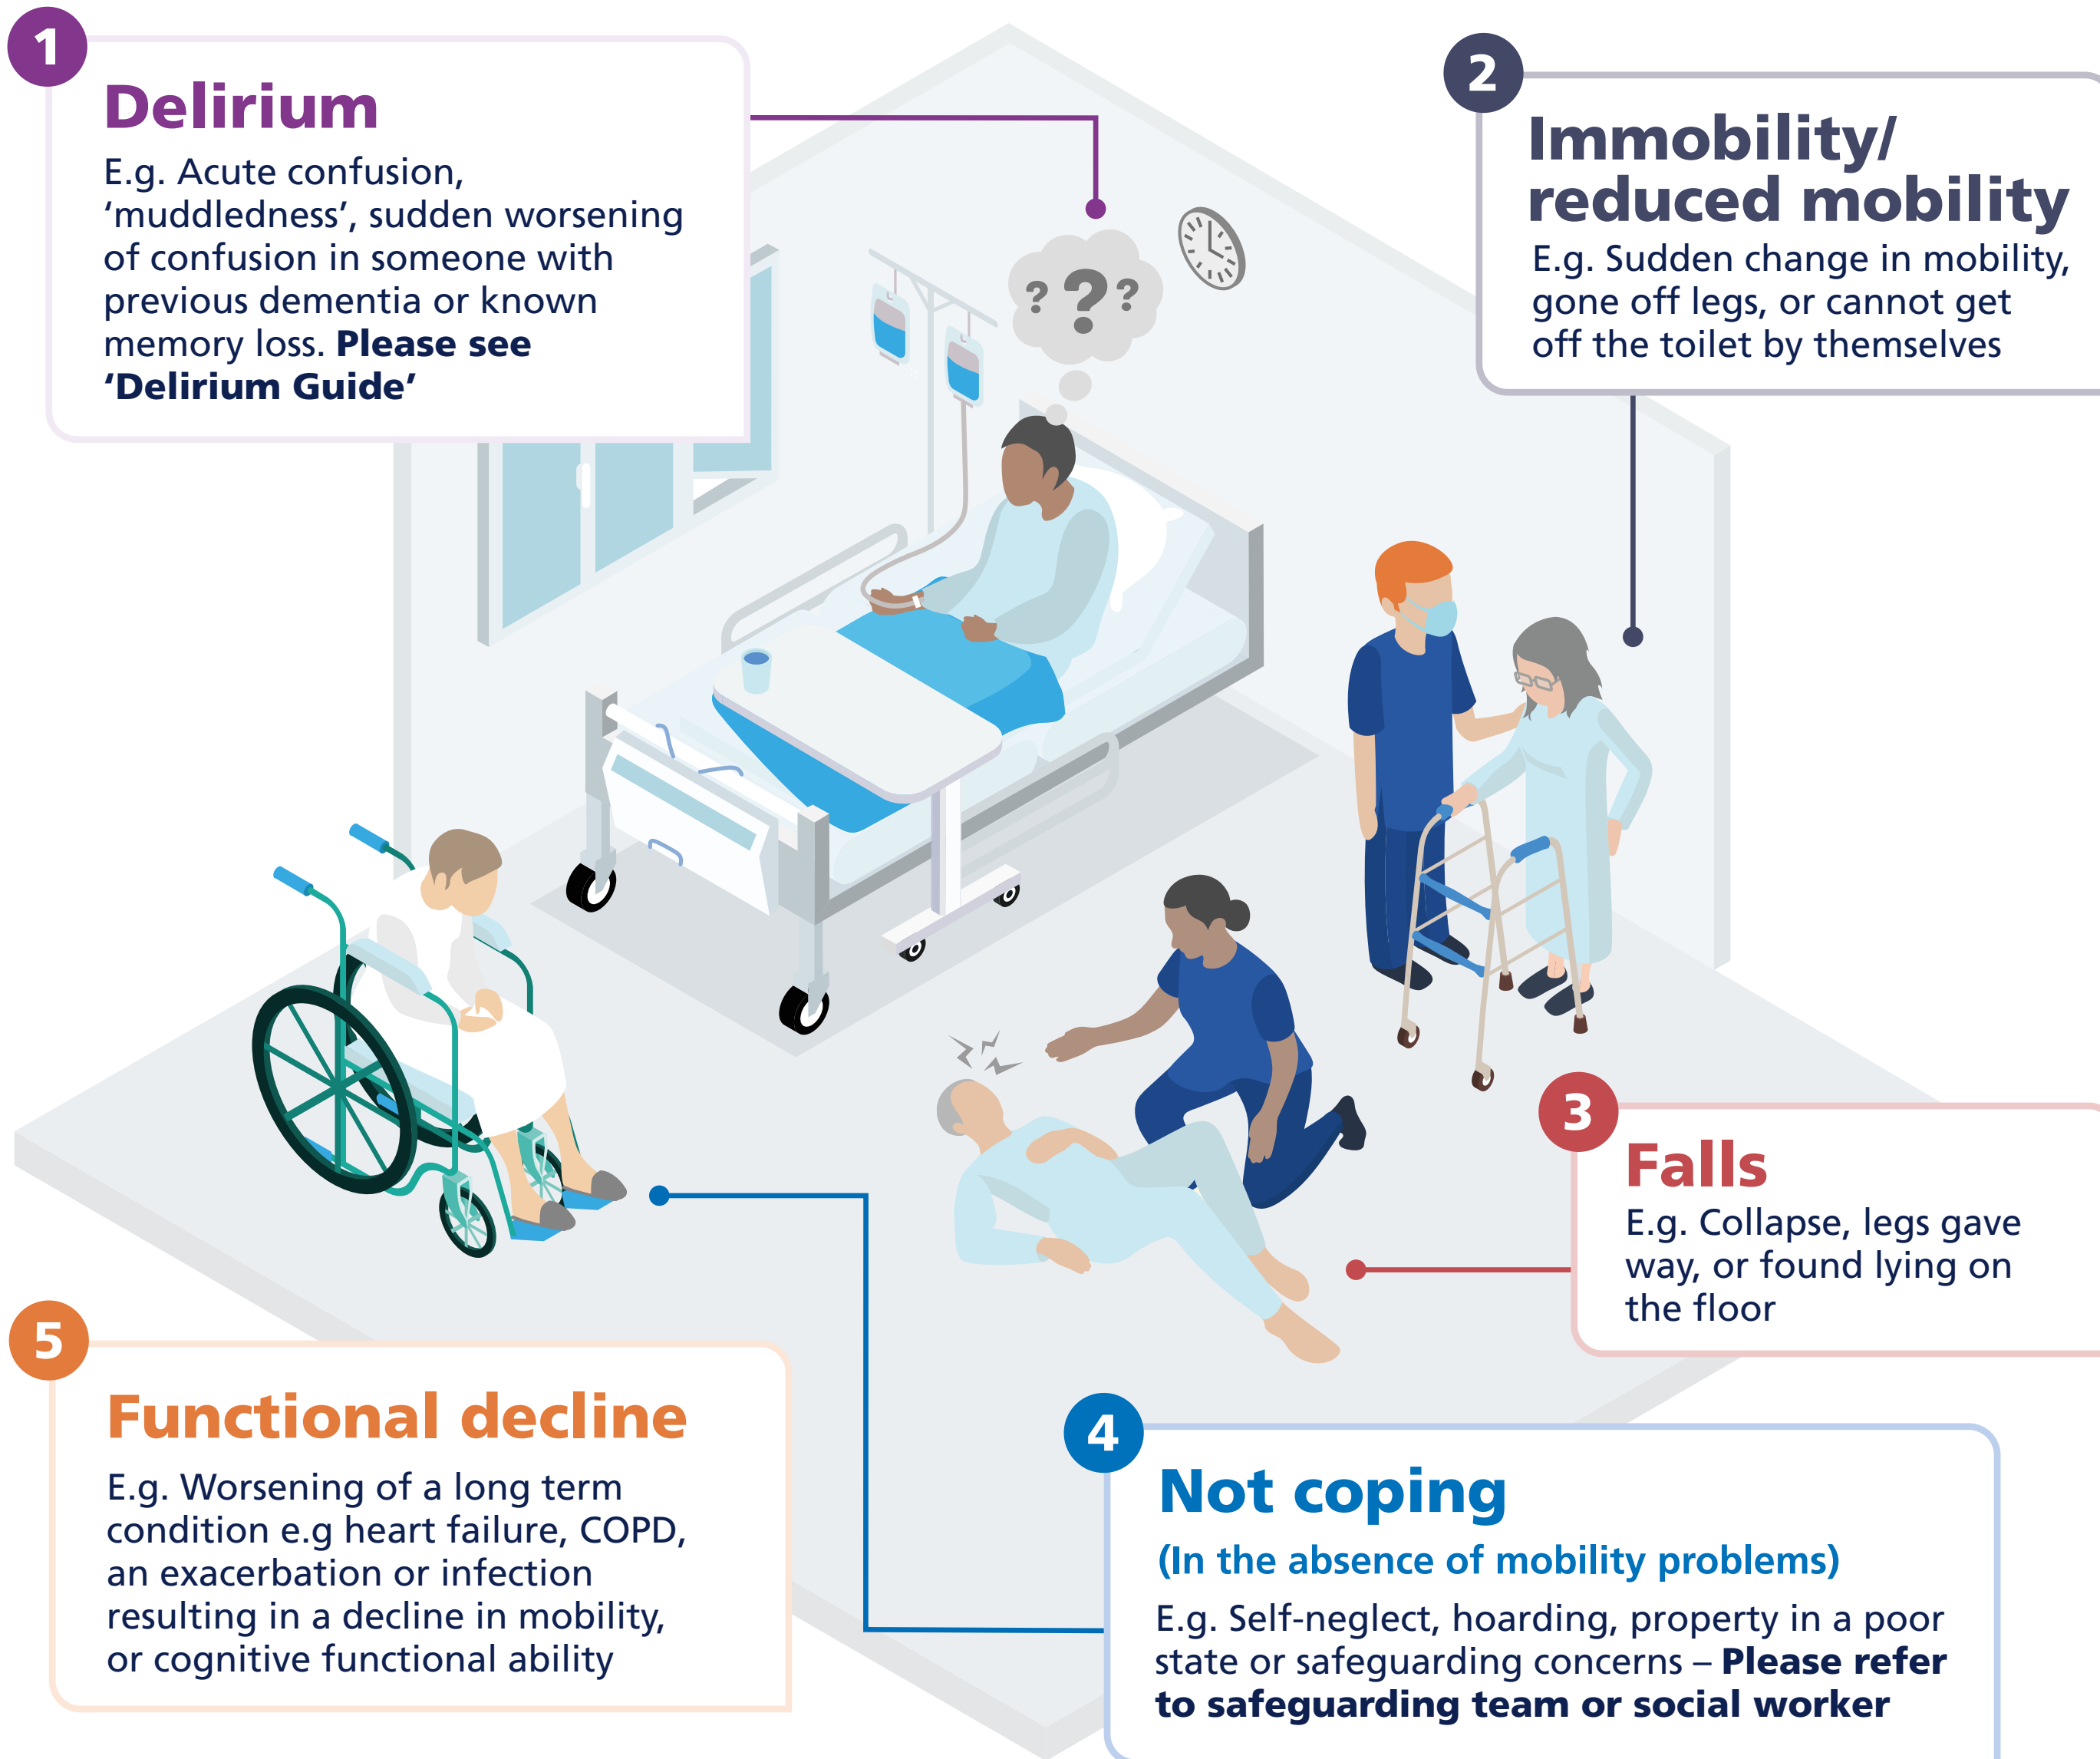 1
Delirium
E.g. Acute confusion,
‘muddledness’, sudden worsening
of confusion in someone with
previous dementia or known
memory loss. Please see
‘Delirium Guide’
2
Immobility/
reduced mobility
E.g. Sudden change in mobility,
gone off legs, or cannot get
off the toilet by themselves
? ? ?
3
Falls
E.g. Collapse, legs gave
way, or found lying on
the floor
4
Not coping
(In the absence of mobility problems)
E.g. Self-neglect, hoarding, property in a poor
state or safeguarding concerns – Please refer
to safeguarding team or social worker
5
Functional decline
E.g. Worsening of a long term
condition e.g heart failure, COPD,
an exacerbation or infection
resulting in a decline in mobility,
or cognitive functional ability